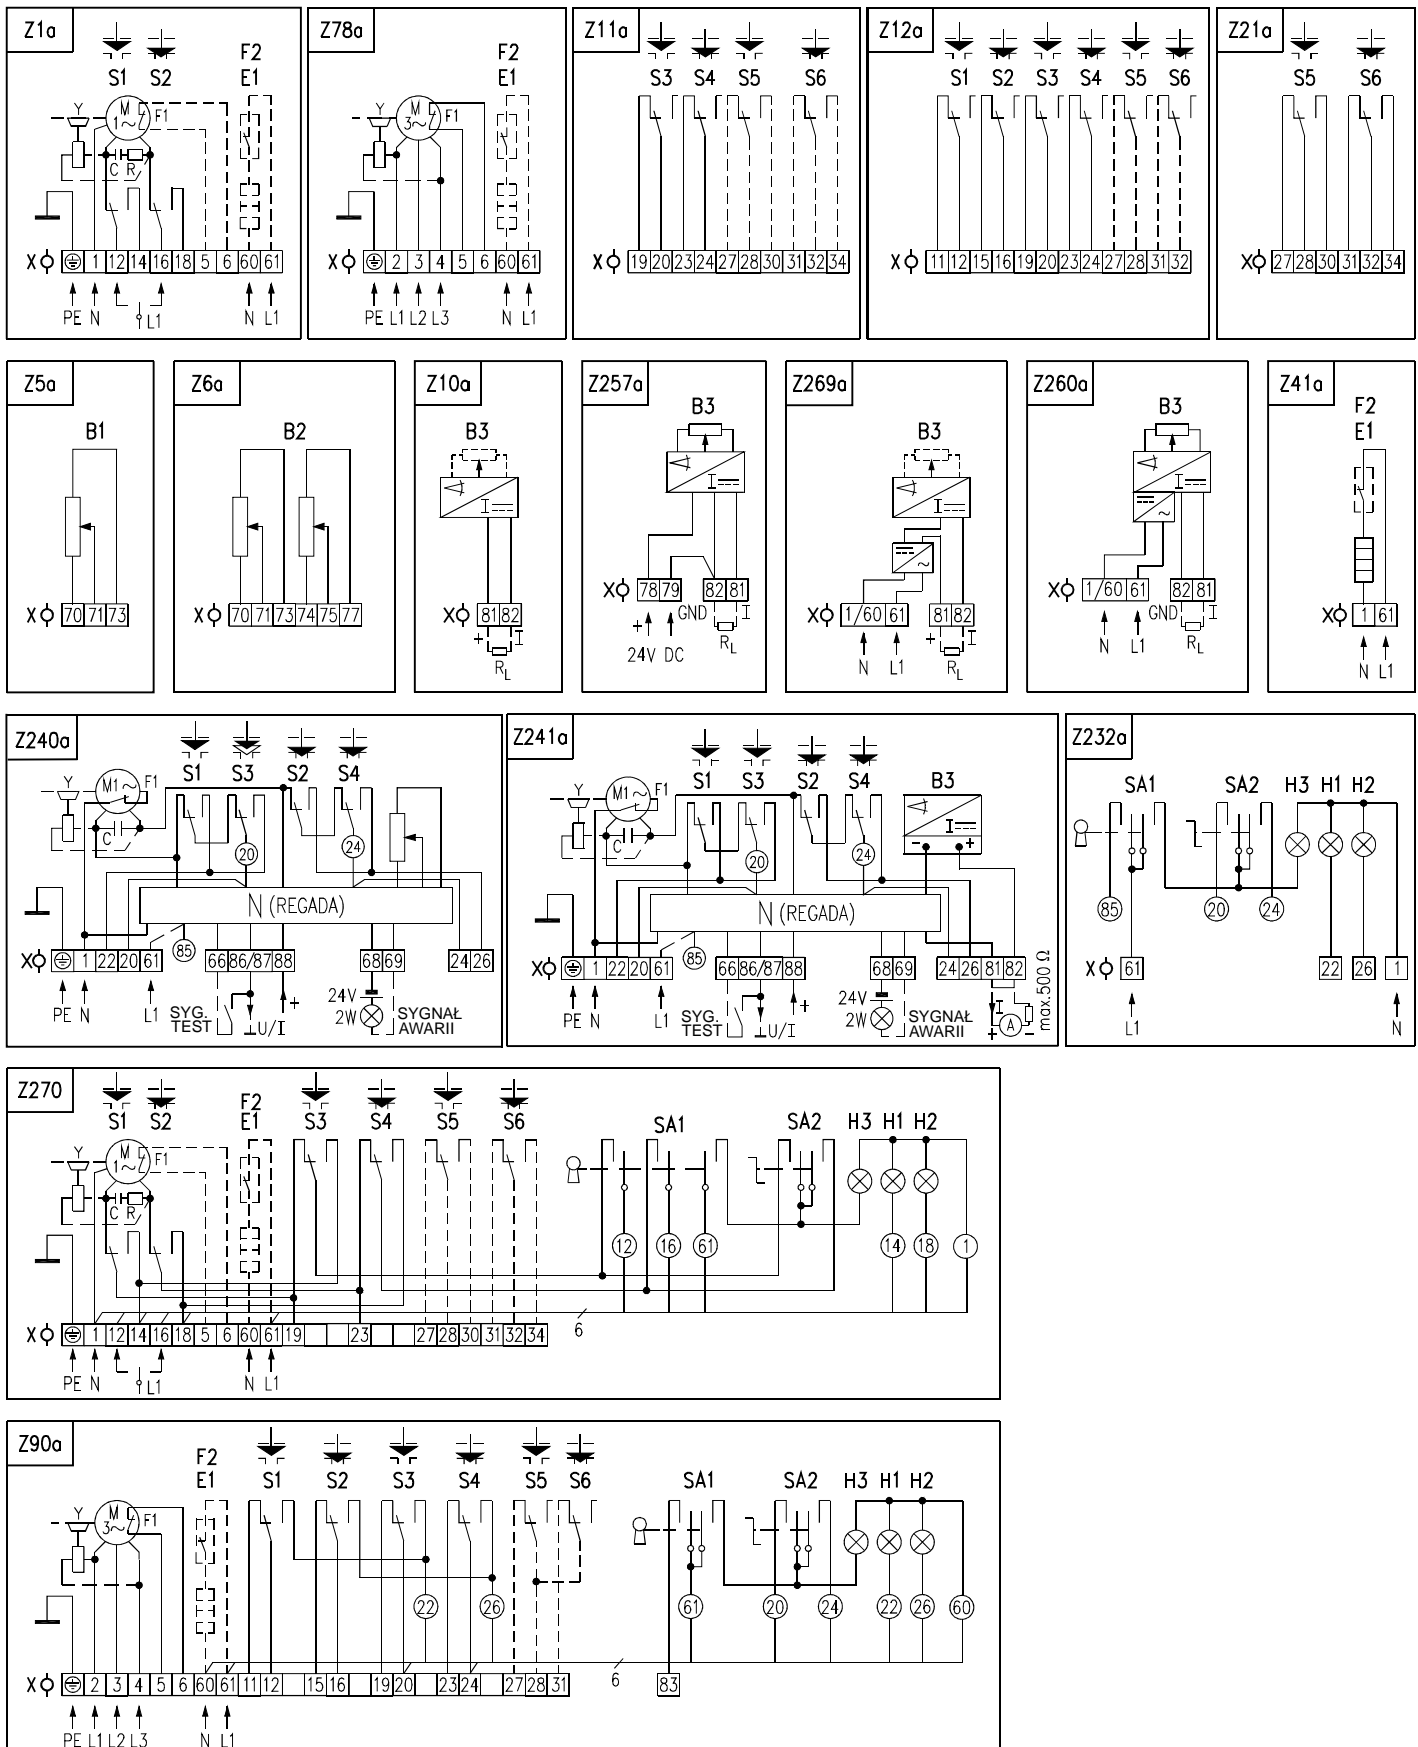 Z1a
S1 S2
F2
E1
Y M 1~ F1
C R
X 1 12 14 16 18 5 6 60 61
PE N L1 N L1
Z78a
F2
E1
Y M 3~ F1
X 2 3 4 5 6 60 61
PE L1 L2 L3 N L1
Z11a
S3 S4 S5 S6
X 19 20 23 24 27 28 30 31 32 34
Z12a
S1 S2 S3 S4 S5 S6
X 11 12 15 16 19 20 23 24 27 28 31 32
Z21a
S5 S6
X 27 28 30 31 32 34
Z5a
B1
X 70 71 73
Z6a
B2
X 70 71 73 74 75 77
Z10a
B3
I
X 81 82
+ I
RL
Z257a
B3
I
78 79 82 81
X GND I
+
24V DC RL
Z269a
B3
I
~
X 1/60 61 81 82
+ I
N L1 RL
Z260a
B3
I
~
X 1/60 61 82 81
GND I
N L1 RL
Z41a
F2
E1
X 1 61
N L1
Z240a
S1 S3 S2 S4
Y M1~ F1
C 20 24
N (REGADA)
85
X 1 22 20 61 66 86/87 88 68 69 24 26
PE N L1 SYG. TEST ⊥U/I + 24V 2W SYGNAŁ AWARII
Z241a
S1 S3 S2 S4 B3
Y M1~ F1
I
- +
C 20 24
N (REGADA)
85
X 1 22 20 61 66 86/87 88 68 69 24 26 81 82
PE N L1 SYG. TEST ⊥U/I + 24V 2W SYGNAŁ AWARII I A + - max.500 Ω
Z232a
SA1 SA2 H3 H1 H2
85 20 24
X 61 22 26 1
L1 N
Z270
S1 S2 F2 E1 S3 S4 S5 S6 SA1 SA2 H3 H1 H2
Y M 1~ F1
C R
12 16 61 14 18 1
6
X 1 12 14 16 18 5 6 60 61 19 23 27 28 30 31 32 34
PE N L1 N L1
Z90a
F2 E1 S1 S2 S3 S4 S5 S6 SA1 SA2 H3 H1 H2
Y M 3~ F1
22 26 61 20 24 22 26 60
6
X 2 3 4 5 6 60 61 11 12 15 16 19 20 23 24 27 28 31 83
PE L1 L2 L3 N L1